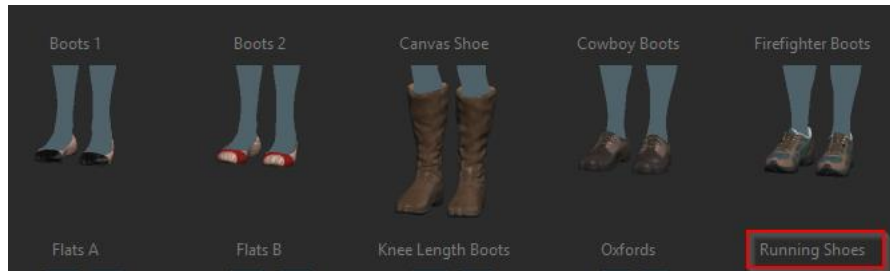 Boots 1 Boots 2 Canvas Shoe Cowboy Boots Firefighter Boots
Flats A Flats B Knee Length Boots Oxfords Running Shoes